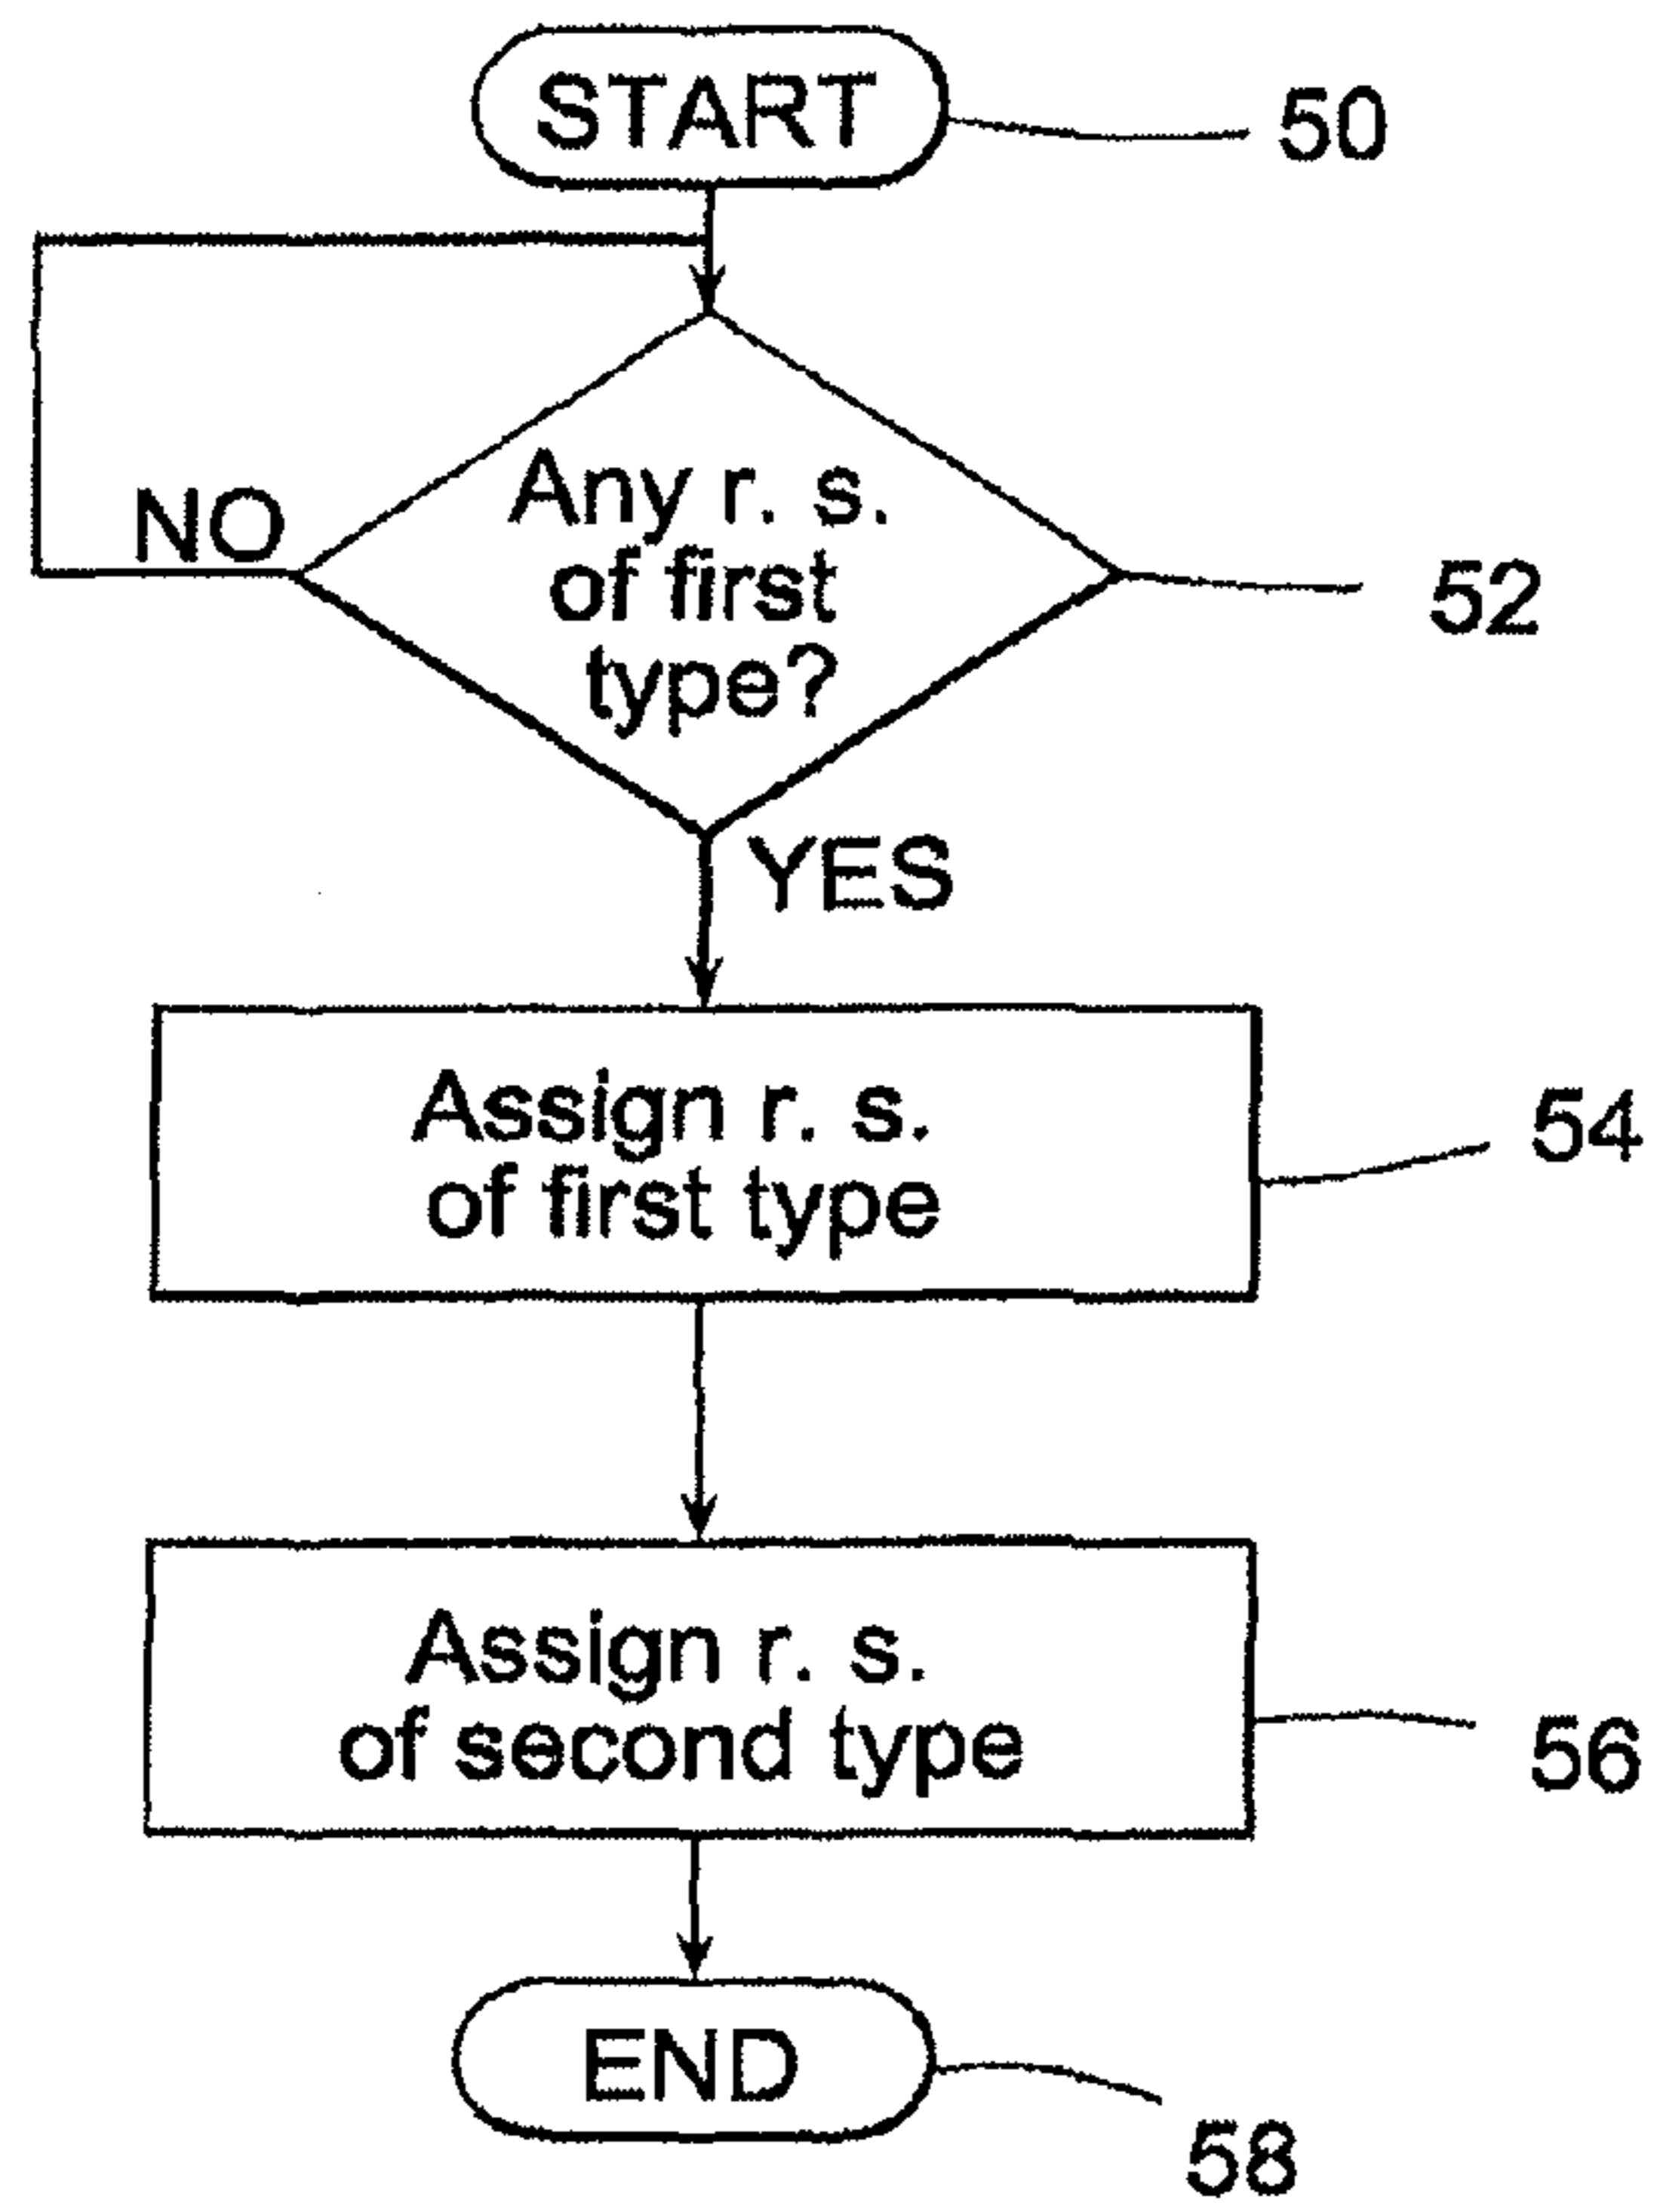 START
50
Any r. s.
of first
type?
NO
52
YES
Assign r. s.
of first type
54
Assign r. s.
of second type
56
END
58